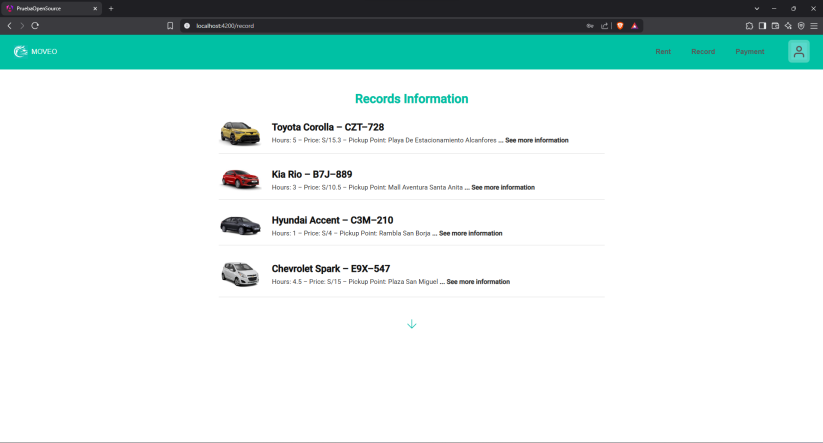 PruebaOpenSource
localhost:4200/record
MOVEO
Rent
Record
Payment
Records Information
Toyota Corolla – CZT–728
Hours: 5 – Price: S/15.3 – Pickup Point: Playa De Estacionamiento Alcanfores ... See more information
Kia Rio – B7J–889
Hours: 3 – Price: S/10.5 – Pickup Point: Mall Aventura Santa Anita ... See more information
Hyundai Accent – C3M–210
Hours: 1 – Price: S/4 – Pickup Point: Rambla San Borja ... See more information
Chevrolet Spark – E9X–547
Hours: 4.5 – Price: S/15 – Pickup Point: Plaza San Miguel ... See more information